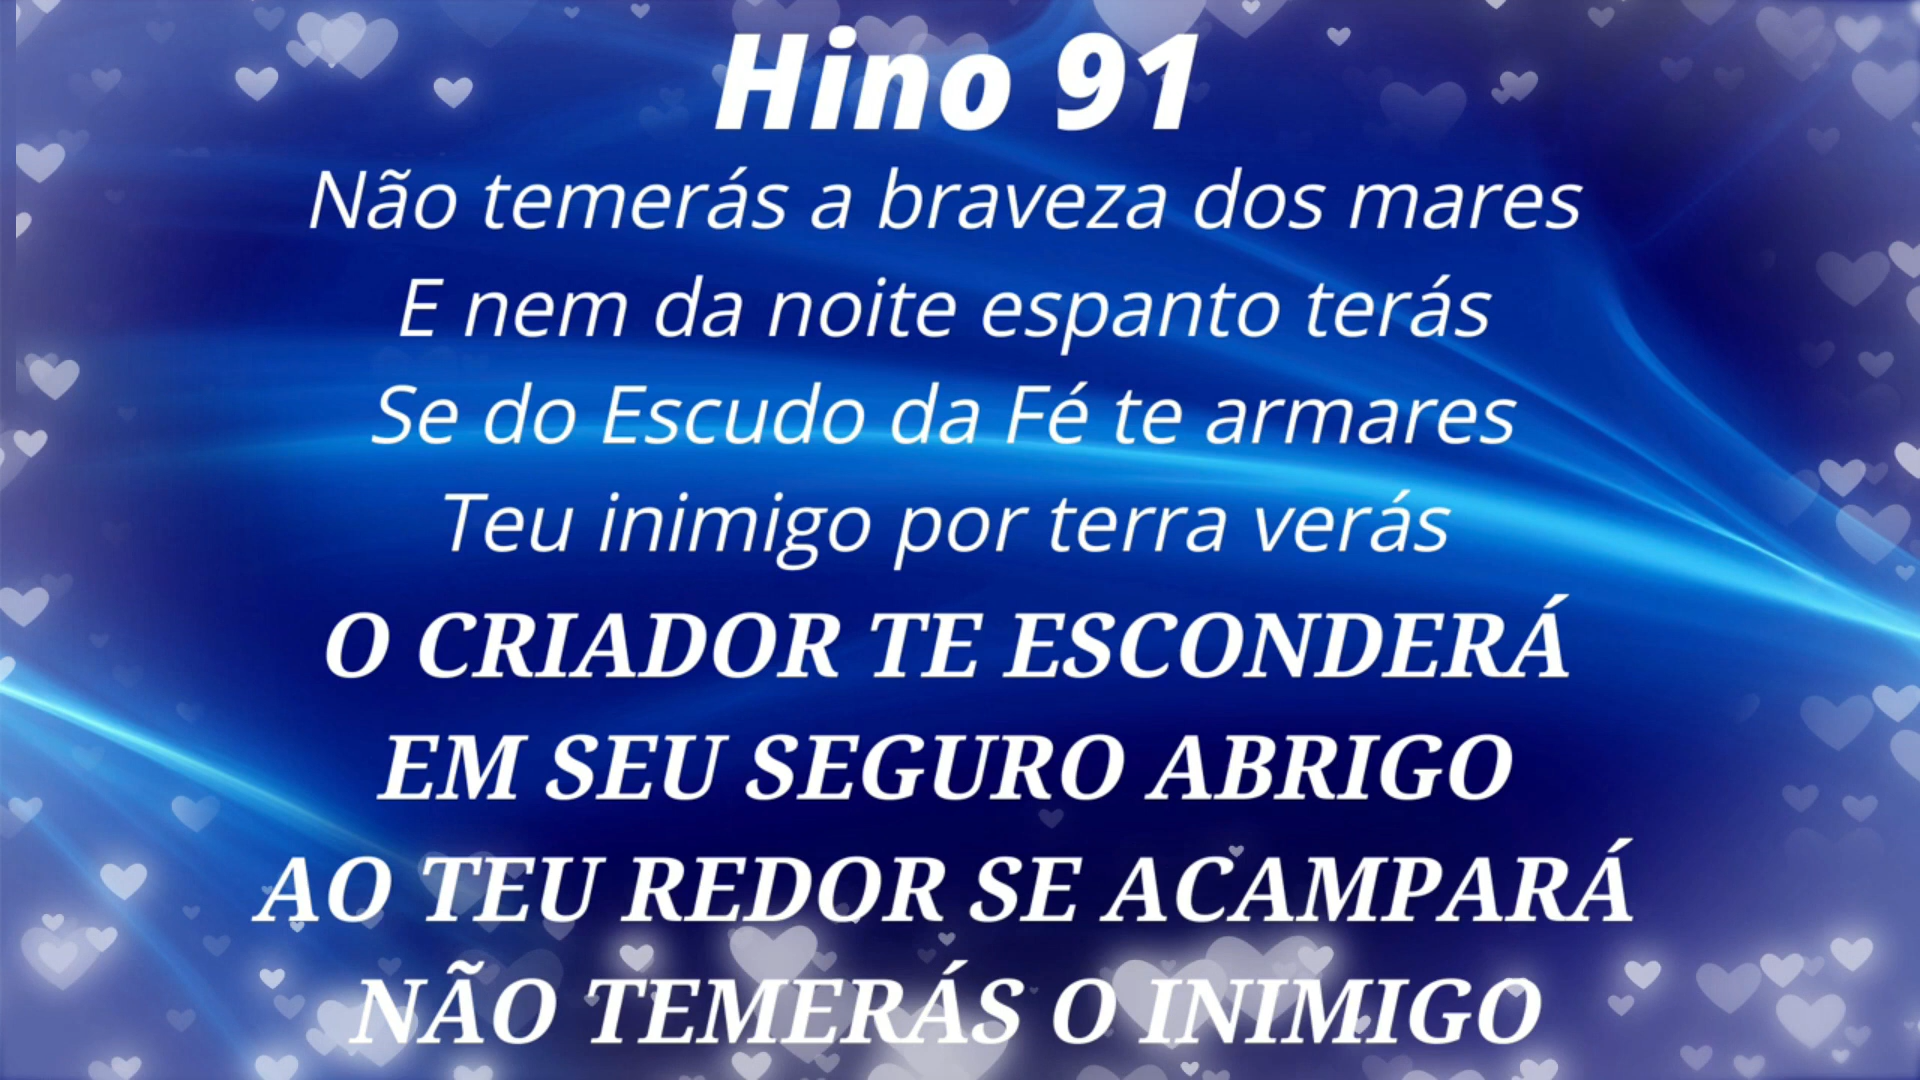 Hino 91
Não temerás a braveza dos mares
E nem da noite espanto terás
Se do Escudo da Fé te armares
Teu inimigo por terra verás
O CRIADOR TE ESCONDERÁ
EM SEU SEGURO ABRIGO
AO TEU REDOR SE ACAMPARÁ
NÃO TEMERÁS O INIMIGO